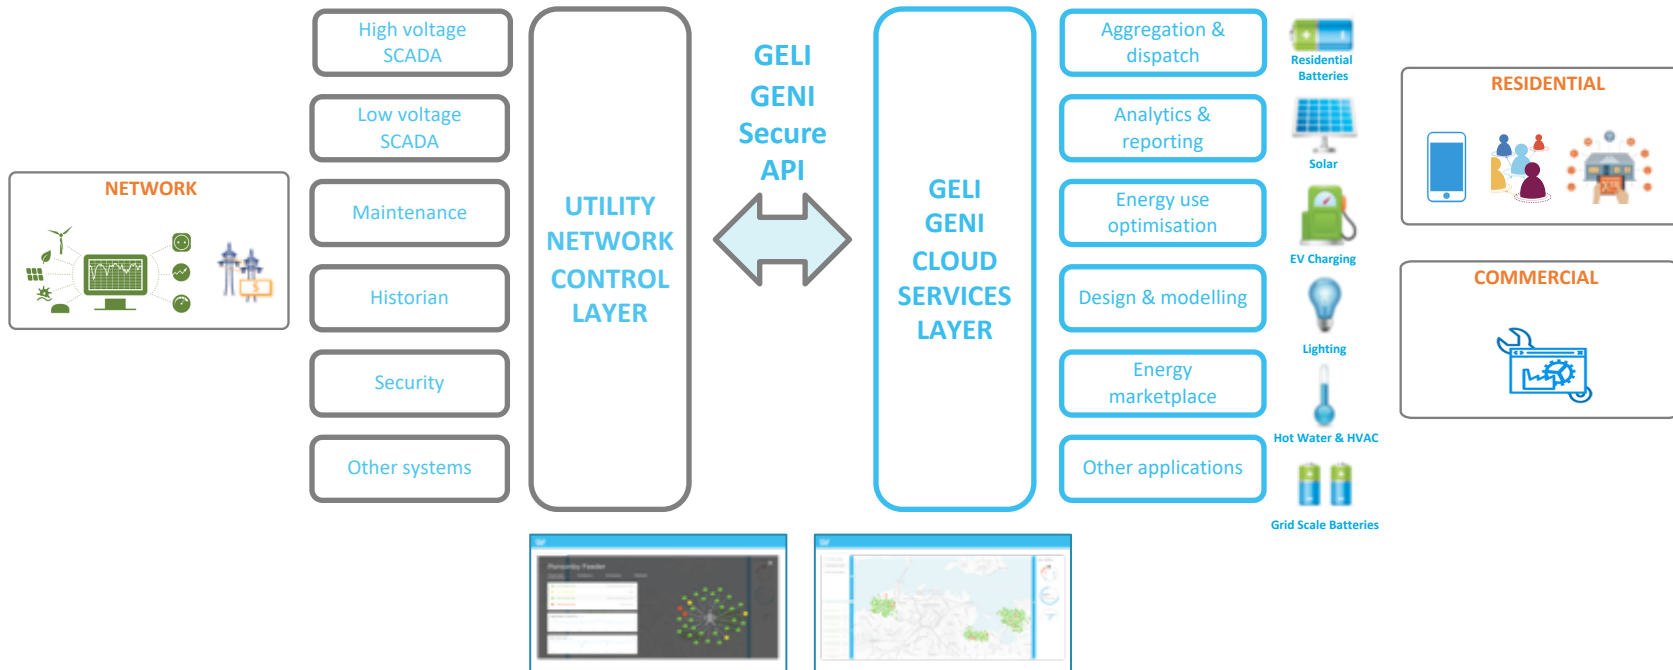 NETWORK
High voltage
SCADA
Low voltage
SCADA
Maintenance
Historian
Security
Other systems
UTILITY
NETWORK
CONTROL
LAYER
GELI
GENI
Secure
API
GELI
GENI
CLOUD
SERVICES
LAYER
Aggregation &
dispatch
Analytics &
reporting
Energy use
optimisation
Design & modelling
Energy
marketplace
Other applications
Residential
Batteries
Solar
EV Charging
Lighting
Hot Water & HVAC
Grid Scale Batteries
RESIDENTIAL
COMMERCIAL
Ponsonby Feeder